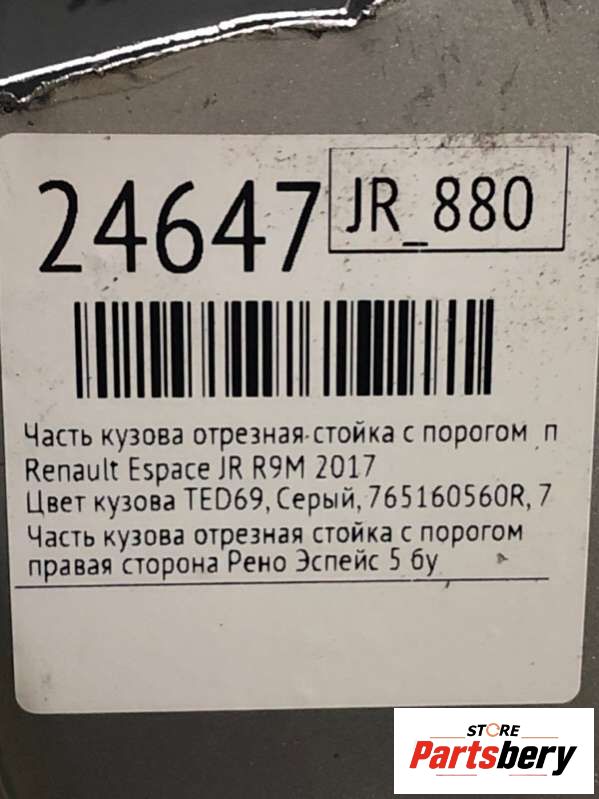 24647
JR_880
Часть кузова отрезная-стойка с порогом п
Renault Espace JR R9M 2017
Цвет кузова TED69, Серый, 765160560R, 7
Часть кузова отрезная стойка с порогом
правая сторона Рено Эспейс 5 бу
STORE
Partsbery